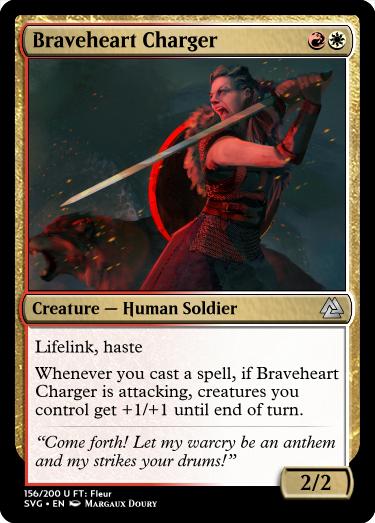 Braveheart Charger
Creature — Human Soldier
Lifelink, haste
Whenever you cast a spell, if Braveheart
Charger is attacking, creatures you
control get +1/+1 until end of turn.
“Come forth! Let my warcry be an anthem
and my strikes your drums!”
2/2
156/200 U FT: Fleur
SVG • EN Margaux Doury